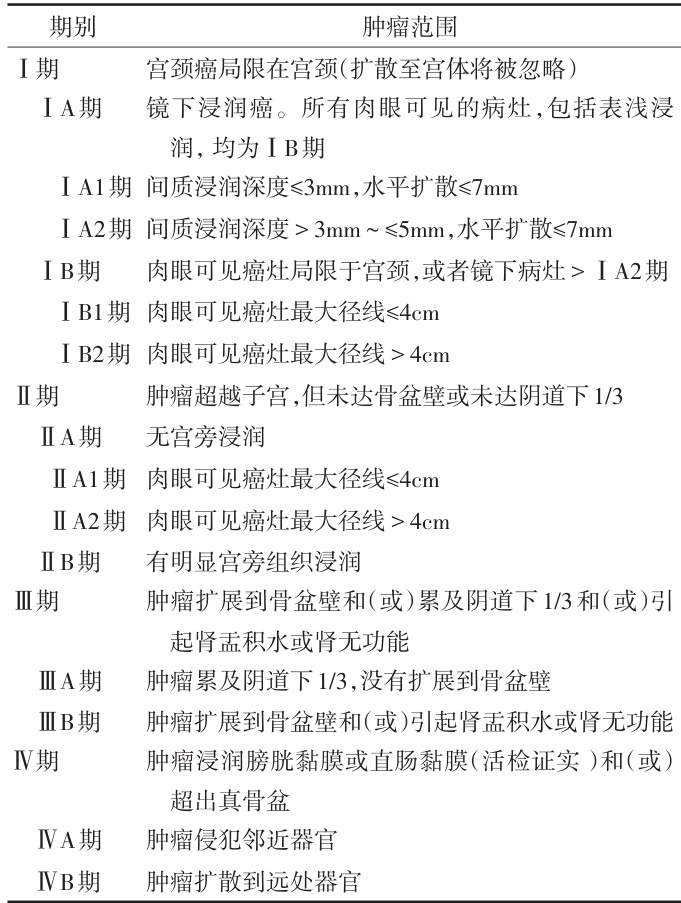 期别 肿瘤范围
Ⅰ期 宫颈癌局限在宫颈(扩散至宫体将被忽略)
ⅠA期 镜下浸润癌。所有肉眼可见的病灶,包括表浅浸
润, 均为ⅠB期
ⅠA1期 间质浸润深度≤3mm,水平扩散≤7mm
ⅠA2期 间质浸润深度>3mm~≤5mm,水平扩散≤7mm
ⅠB期 肉眼可见癌灶局限于宫颈,或者镜下病灶>ⅠA2期
ⅠB1期 肉眼可见癌灶最大径线≤4cm
ⅠB2期 肉眼可见癌灶最大径线>4cm
Ⅱ期 肿瘤超越子宫,但未达骨盆壁或未达阴道下1/3
ⅡA期 无宫旁浸润
ⅡA1期 肉眼可见癌灶最大径线≤4cm
ⅡA2期 肉眼可见癌灶最大径线>4cm
ⅡB期 有明显宫旁组织浸润
Ⅲ期 肿瘤扩展到骨盆壁和(或)累及阴道下1/3和(或)引
起肾盂积水或肾无功能
ⅢA期 肿瘤累及阴道下1/3,没有扩展到骨盆壁
ⅢB期 肿瘤扩展到骨盆壁和(或)引起肾盂积水或肾无功能
Ⅳ期 肿瘤浸润膀胱黏膜或直肠黏膜(活检证实 )和(或)
超出真骨盆
ⅣA期 肿瘤侵犯邻近器官
ⅣB期 肿瘤扩散到远处器官